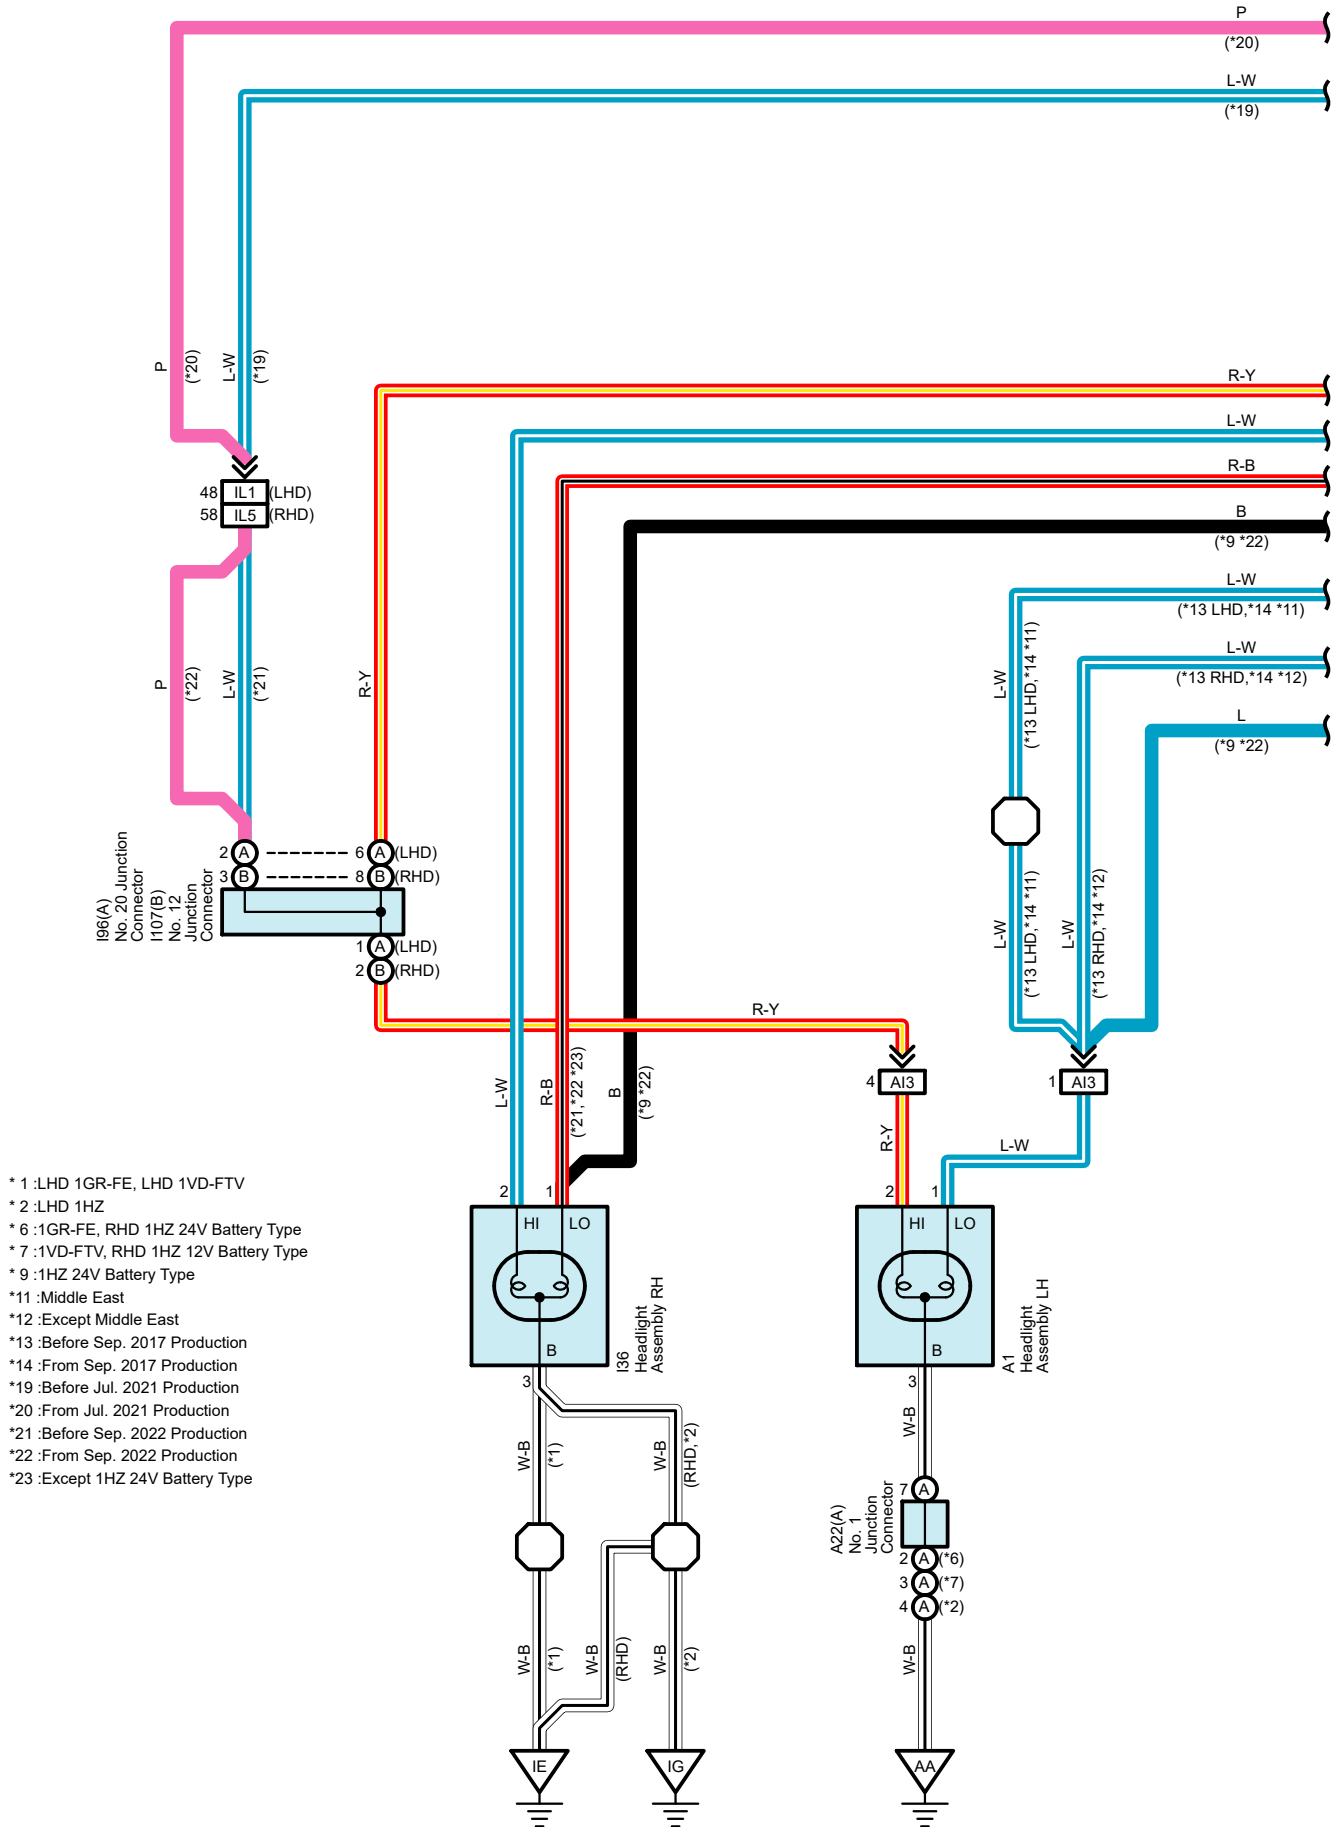 P
(*20)
L-W
(*19)
P
(*20)
L-W
(*19)
R-Y
L-W
R-B
B
(*9 *22)
48 IL1 (LHD)
58 IL5 (RHD)
L-W
(*13 LHD,*14 *11)
L-W
(*13 RHD,*14 *12)
L
(*9 *22)
P
(*22)
L-W
(*21)
R-Y
L-W
(*13 LHD,*14 *11)
2 A 6 A (LHD)
3 B 8 B (RHD)
I96(A)
No. 20 Junction
Connector
I107(B)
No. 12
Junction
Connector
1 A (LHD)
2 B (RHD)
L-W
(*13 LHD,*14 *11)
L-W
(*13 RHD,*14 *12)
R-Y
L-W
R-B
(*21,*22 *23)
B
(*9 *22)
4 AI3
1 AI3
R-Y
L-W
2 1
HI LO
B
3
I36
Headlight
Assembly RH
2 1
HI LO
B
3
A1
Headlight
Assembly LH
* 1 :LHD 1GR-FE, LHD 1VD-FTV
* 2 :LHD 1HZ
* 6 :1GR-FE, RHD 1HZ 24V Battery Type
* 7 :1VD-FTV, RHD 1HZ 12V Battery Type
* 9 :1HZ 24V Battery Type
*11 :Middle East
*12 :Except Middle East
*13 :Before Sep. 2017 Production
*14 :From Sep. 2017 Production
*19 :Before Jul. 2021 Production
*20 :From Jul. 2021 Production
*21 :Before Sep. 2022 Production
*22 :From Sep. 2022 Production
*23 :Except 1HZ 24V Battery Type
W-B
(*1)
W-B
(RHD,*2)
W-B
7 A
A22(A)
No. 1
Junction
Connector
2 A (*6)
3 A (*7)
4 A (*2)
W-B
(*1)
W-B
(RHD)
W-B
(*2)
W-B
IE
IG
AA